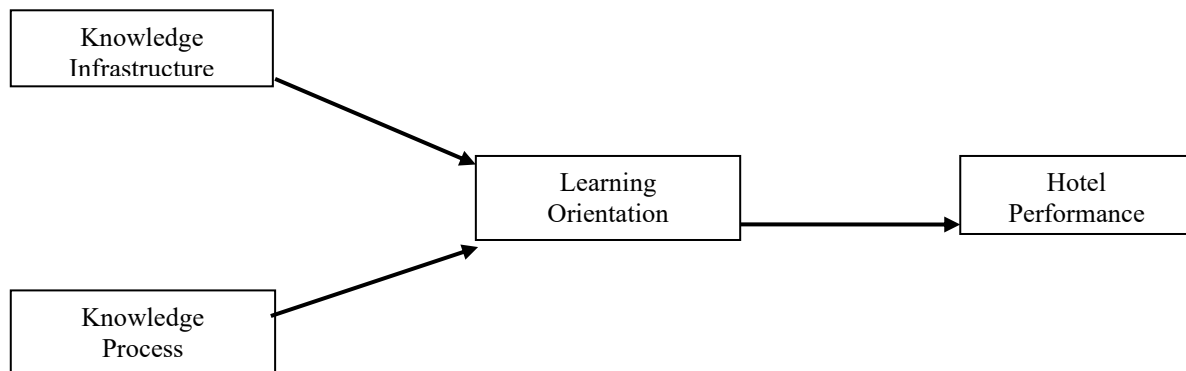 Knowledge
Infrastructure
Learning
Orientation
Hotel
Performance
Knowledge
Process